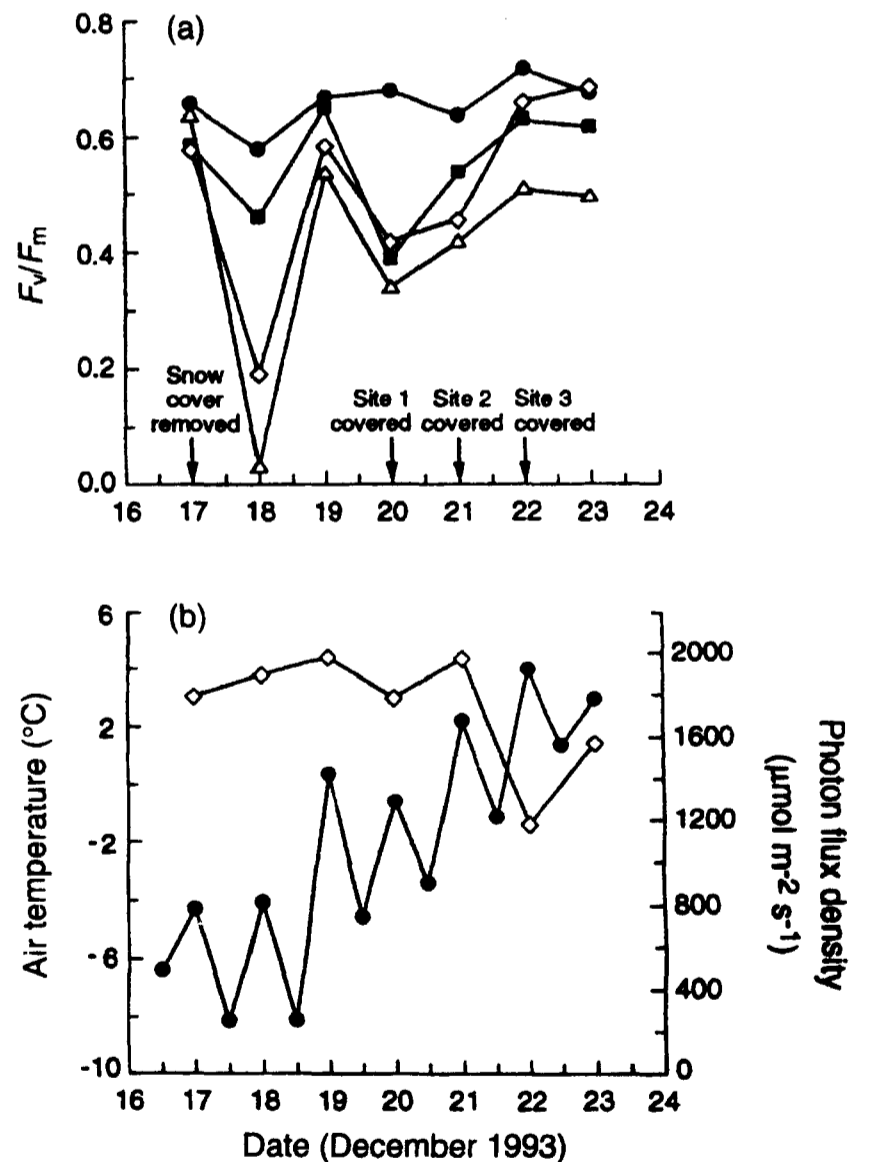 (a)
0.8
0.6
0.4
0.2
0.0
Fv/Fm
Snow
cover
removed
Site 1
covered
Site 2
covered
Site 3
covered
16 17 18 19 20 21 22 23 24
(b)
6
2
-2
-6
-10
Air temperature (°C)
2000
1600
1200
800
400
0
Photon flux density
(μmol m-2 s-1)
16 17 18 19 20 21 22 23 24
Date (December 1993)